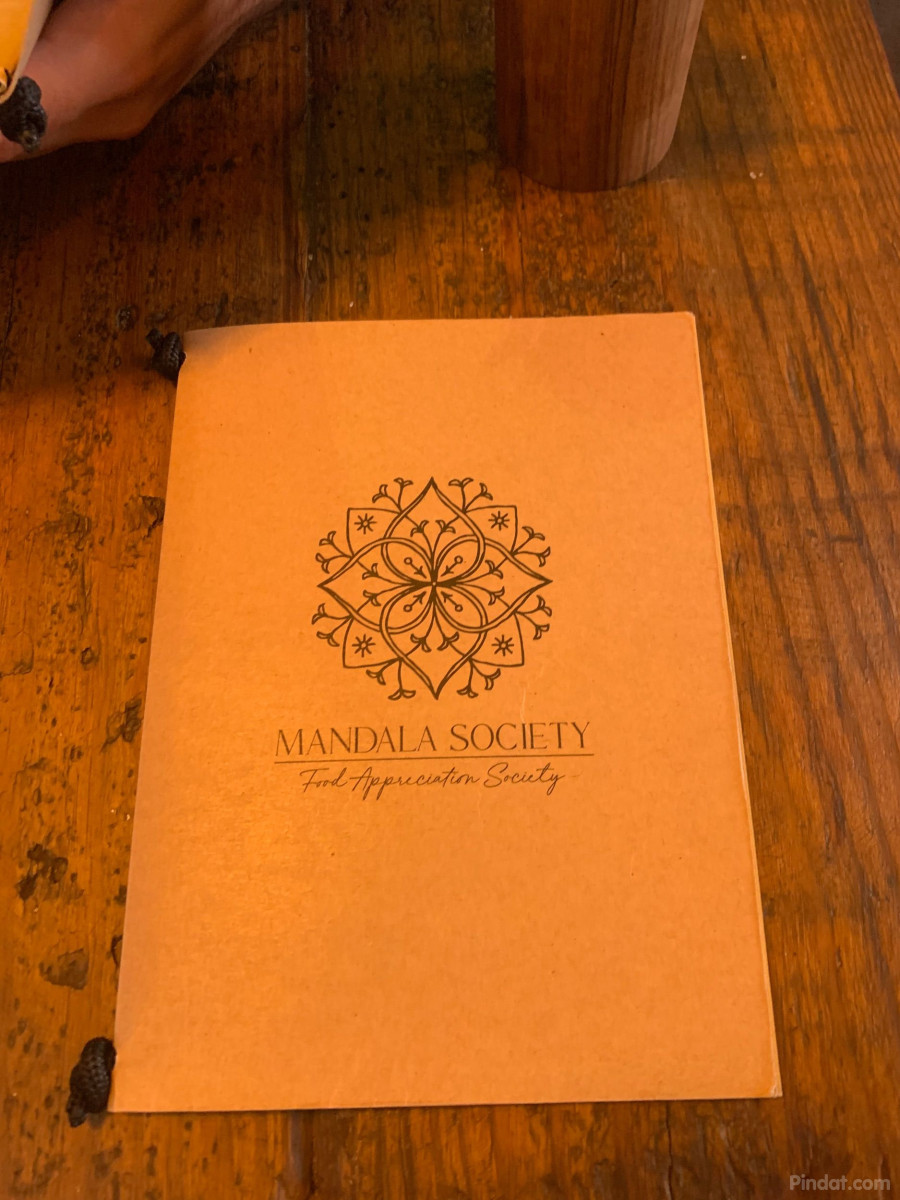 MANDALA SOCIETY
Food Appreciation Society
Pindat.com